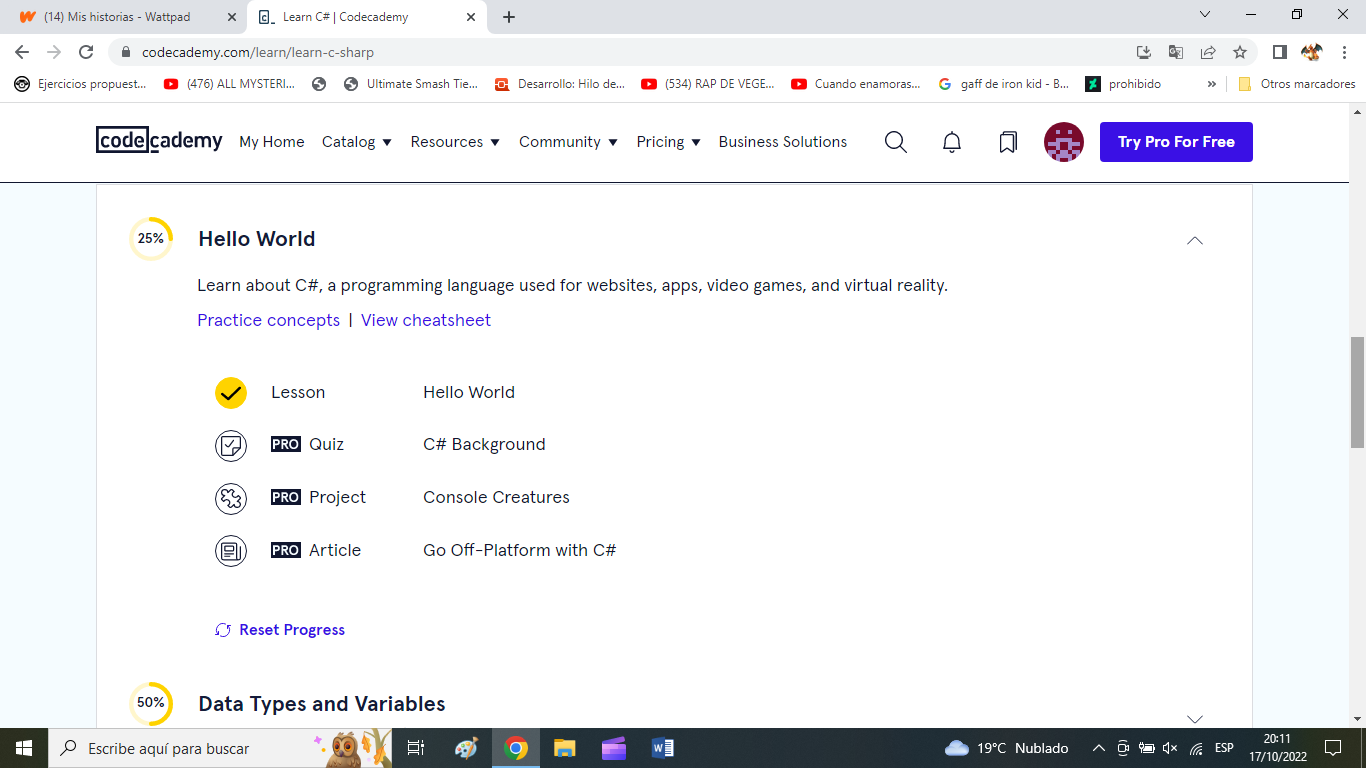 (14) Mis historias - Wattpad
Learn C# | Codecademy
codecademy.com/learn/learn-c-sharp
Ejercicios propuest...
(476) ALL MYSTERI...
Ultimate Smash Tie...
Desarrollo: Hilo de...
(534) RAP DE VEGE...
Cuando enamoras...
gaff de iron kid - B...
prohibido
»
Otros marcadores
codecademy My Home Catalog Resources Community Pricing Business Solutions Try Pro For Free
25% Hello World
Learn about C#, a programming language used for websites, apps, video games, and virtual reality.
Practice concepts | View cheatsheet
Lesson Hello World
PRO Quiz C# Background
PRO Project Console Creatures
PRO Article Go Off-Platform with C#
Reset Progress
50% Data Types and Variables
Escribe aquí para buscar
19°C Nublado
ESP
20:11
17/10/2022